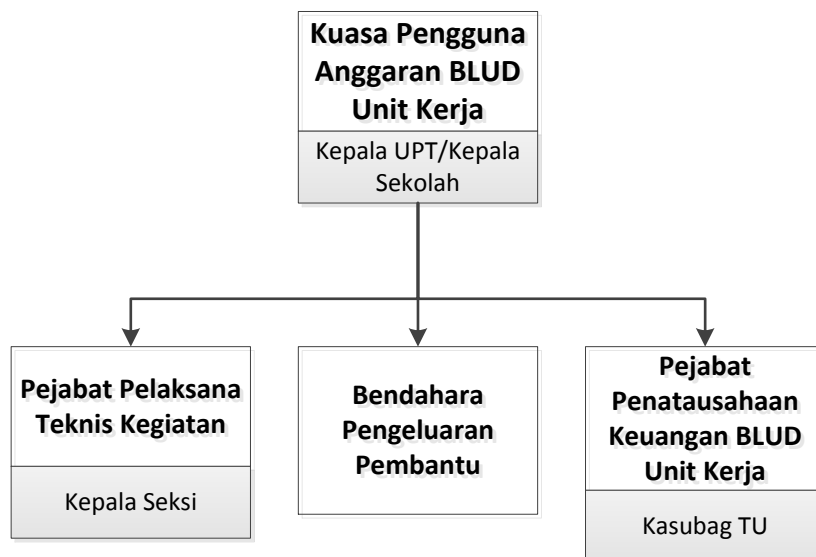 Kuasa Pengguna
Anggaran BLUD
Unit Kerja
Kepala UPT/Kepala
Sekolah
Pejabat Pelaksana
Teknis Kegiatan
Kepala Seksi
Bendahara
Pengeluaran
Pembantu
Pejabat
Penatausahaan
Keuangan BLUD
Unit Kerja
Kasubag TU